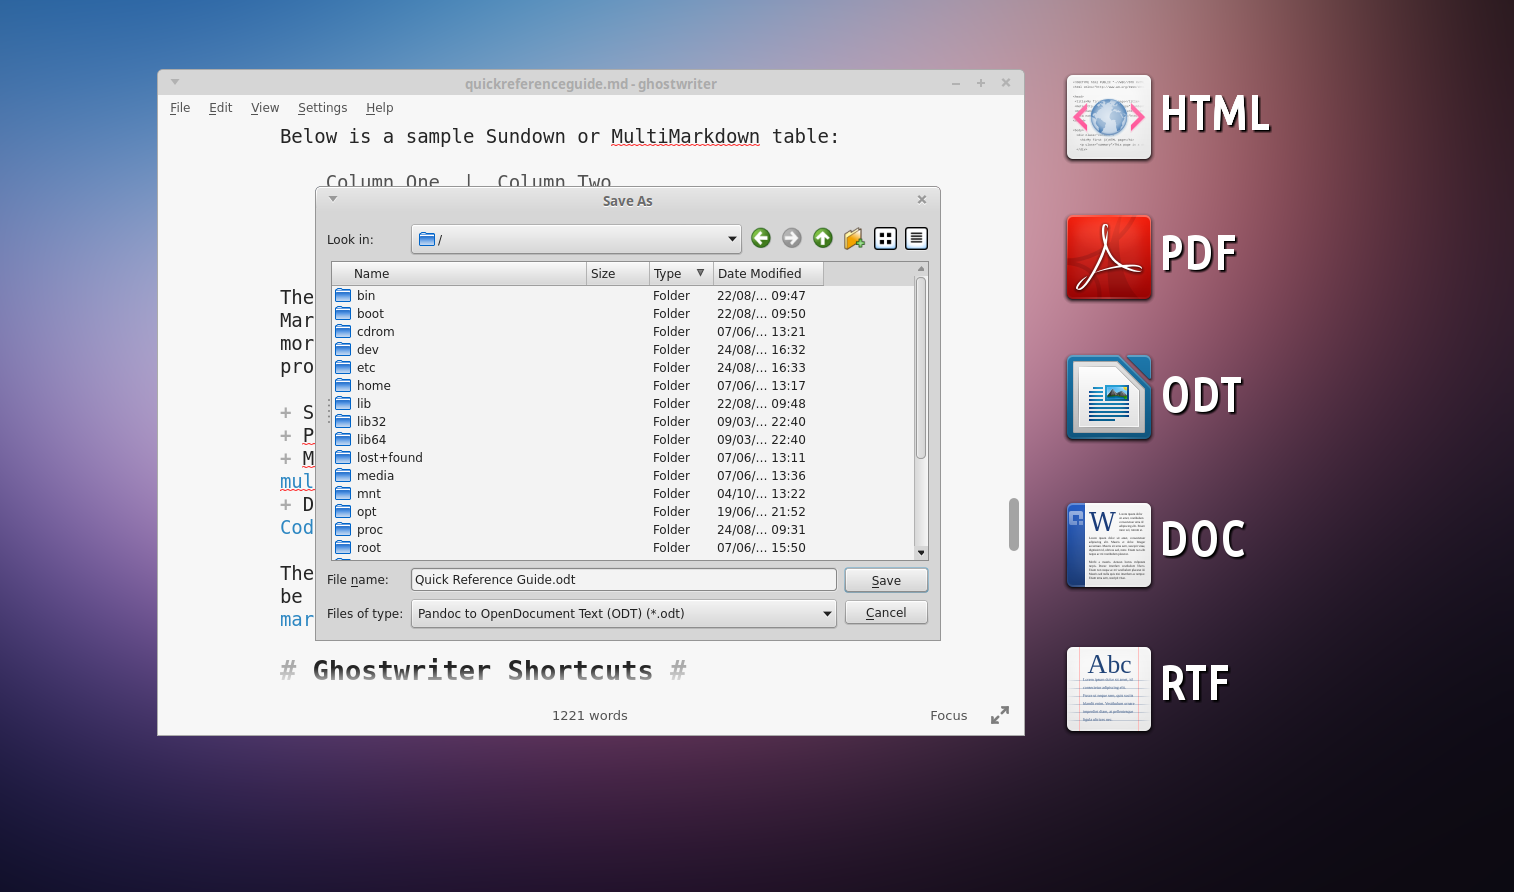 quickreferenceguide.md - ghostwriter
File Edit View Settings Help
Below is a sample Sundown or MultiMarkdown table:
Column One | Column Two
Save As
Look in: /
Name Size Type Date Modified
bin Folder 22/08/... 09:47
boot Folder 22/08/... 09:50
cdrom Folder 07/06/... 13:21
dev Folder 24/08/... 16:32
etc Folder 24/08/... 16:33
home Folder 07/06/... 13:17
lib Folder 22/08/... 09:48
lib32 Folder 09/03/... 22:40
lib64 Folder 09/03/... 22:40
lost+found Folder 07/06/... 13:11
media Folder 07/06/... 13:36
mnt Folder 04/10/... 13:22
opt Folder 19/06/... 21:52
proc Folder 24/08/... 09:31
root Folder 07/06/... 15:50
File name: Quick Reference Guide.odt Save
Files of type: Pandoc to OpenDocument Text (ODT) (*.odt) Cancel
The
Mar
mor
pro
+ S
+ P
+ M
mul
+ D
Cod
The
be
mar
# Ghostwriter Shortcuts #
1221 words Focus
HTML
PDF
ODT
W
DOC
Abc
RTF